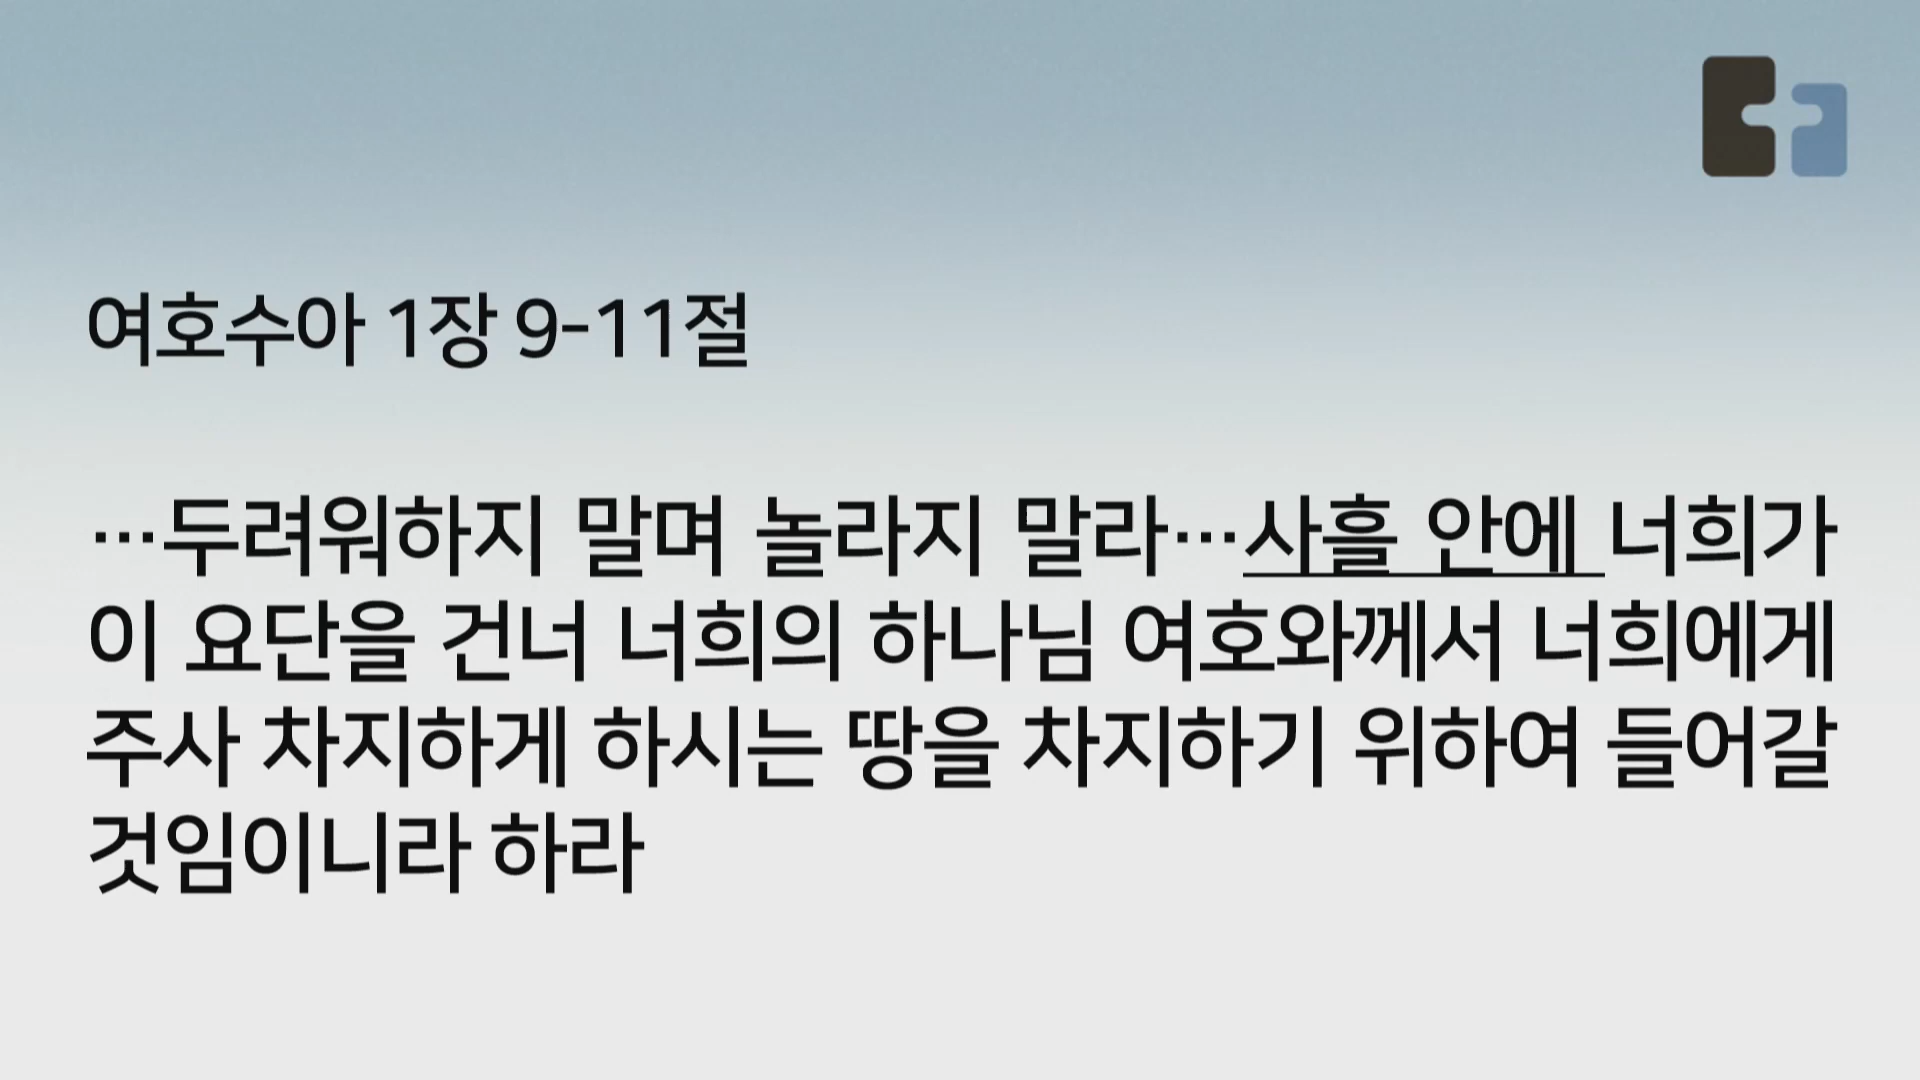 여호수아 1장 9-11절
…두려워하지 말며 놀라지 말라…사흘 안에 너희가
이 요단을 건너 너희의 하나님 여호와께서 너희에게
주사 차지하게 하시는 땅을 차지하기 위하여 들어갈
것임이니라 하라